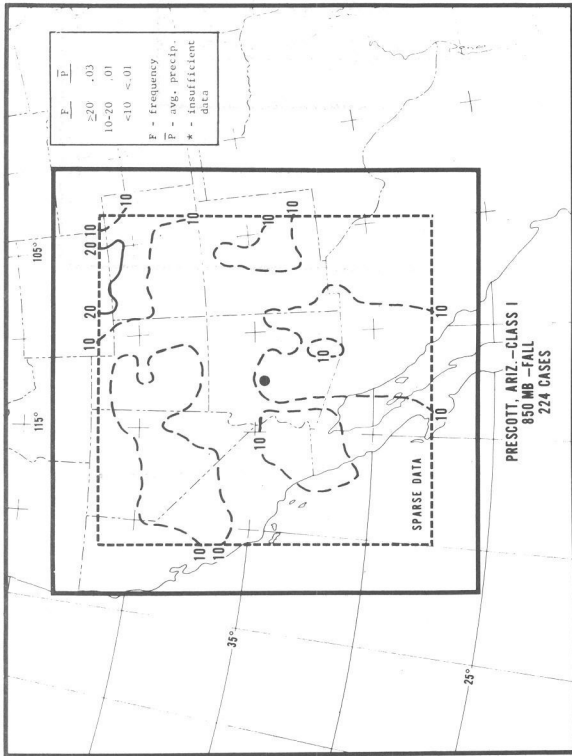 F̲ P̲̅
≥20 .03
10-20 .01
<10 <.01
F - frequency
P̅ - avg. precip.
* - insufficient
data
105°
115°
35°
25°
10
20
20
10
10
10
10
10
10
10
10
10
10
10
SPARSE DATA
PRESCOTT, ARIZ.-CLASS I
850 MB-FALL
224 CASES